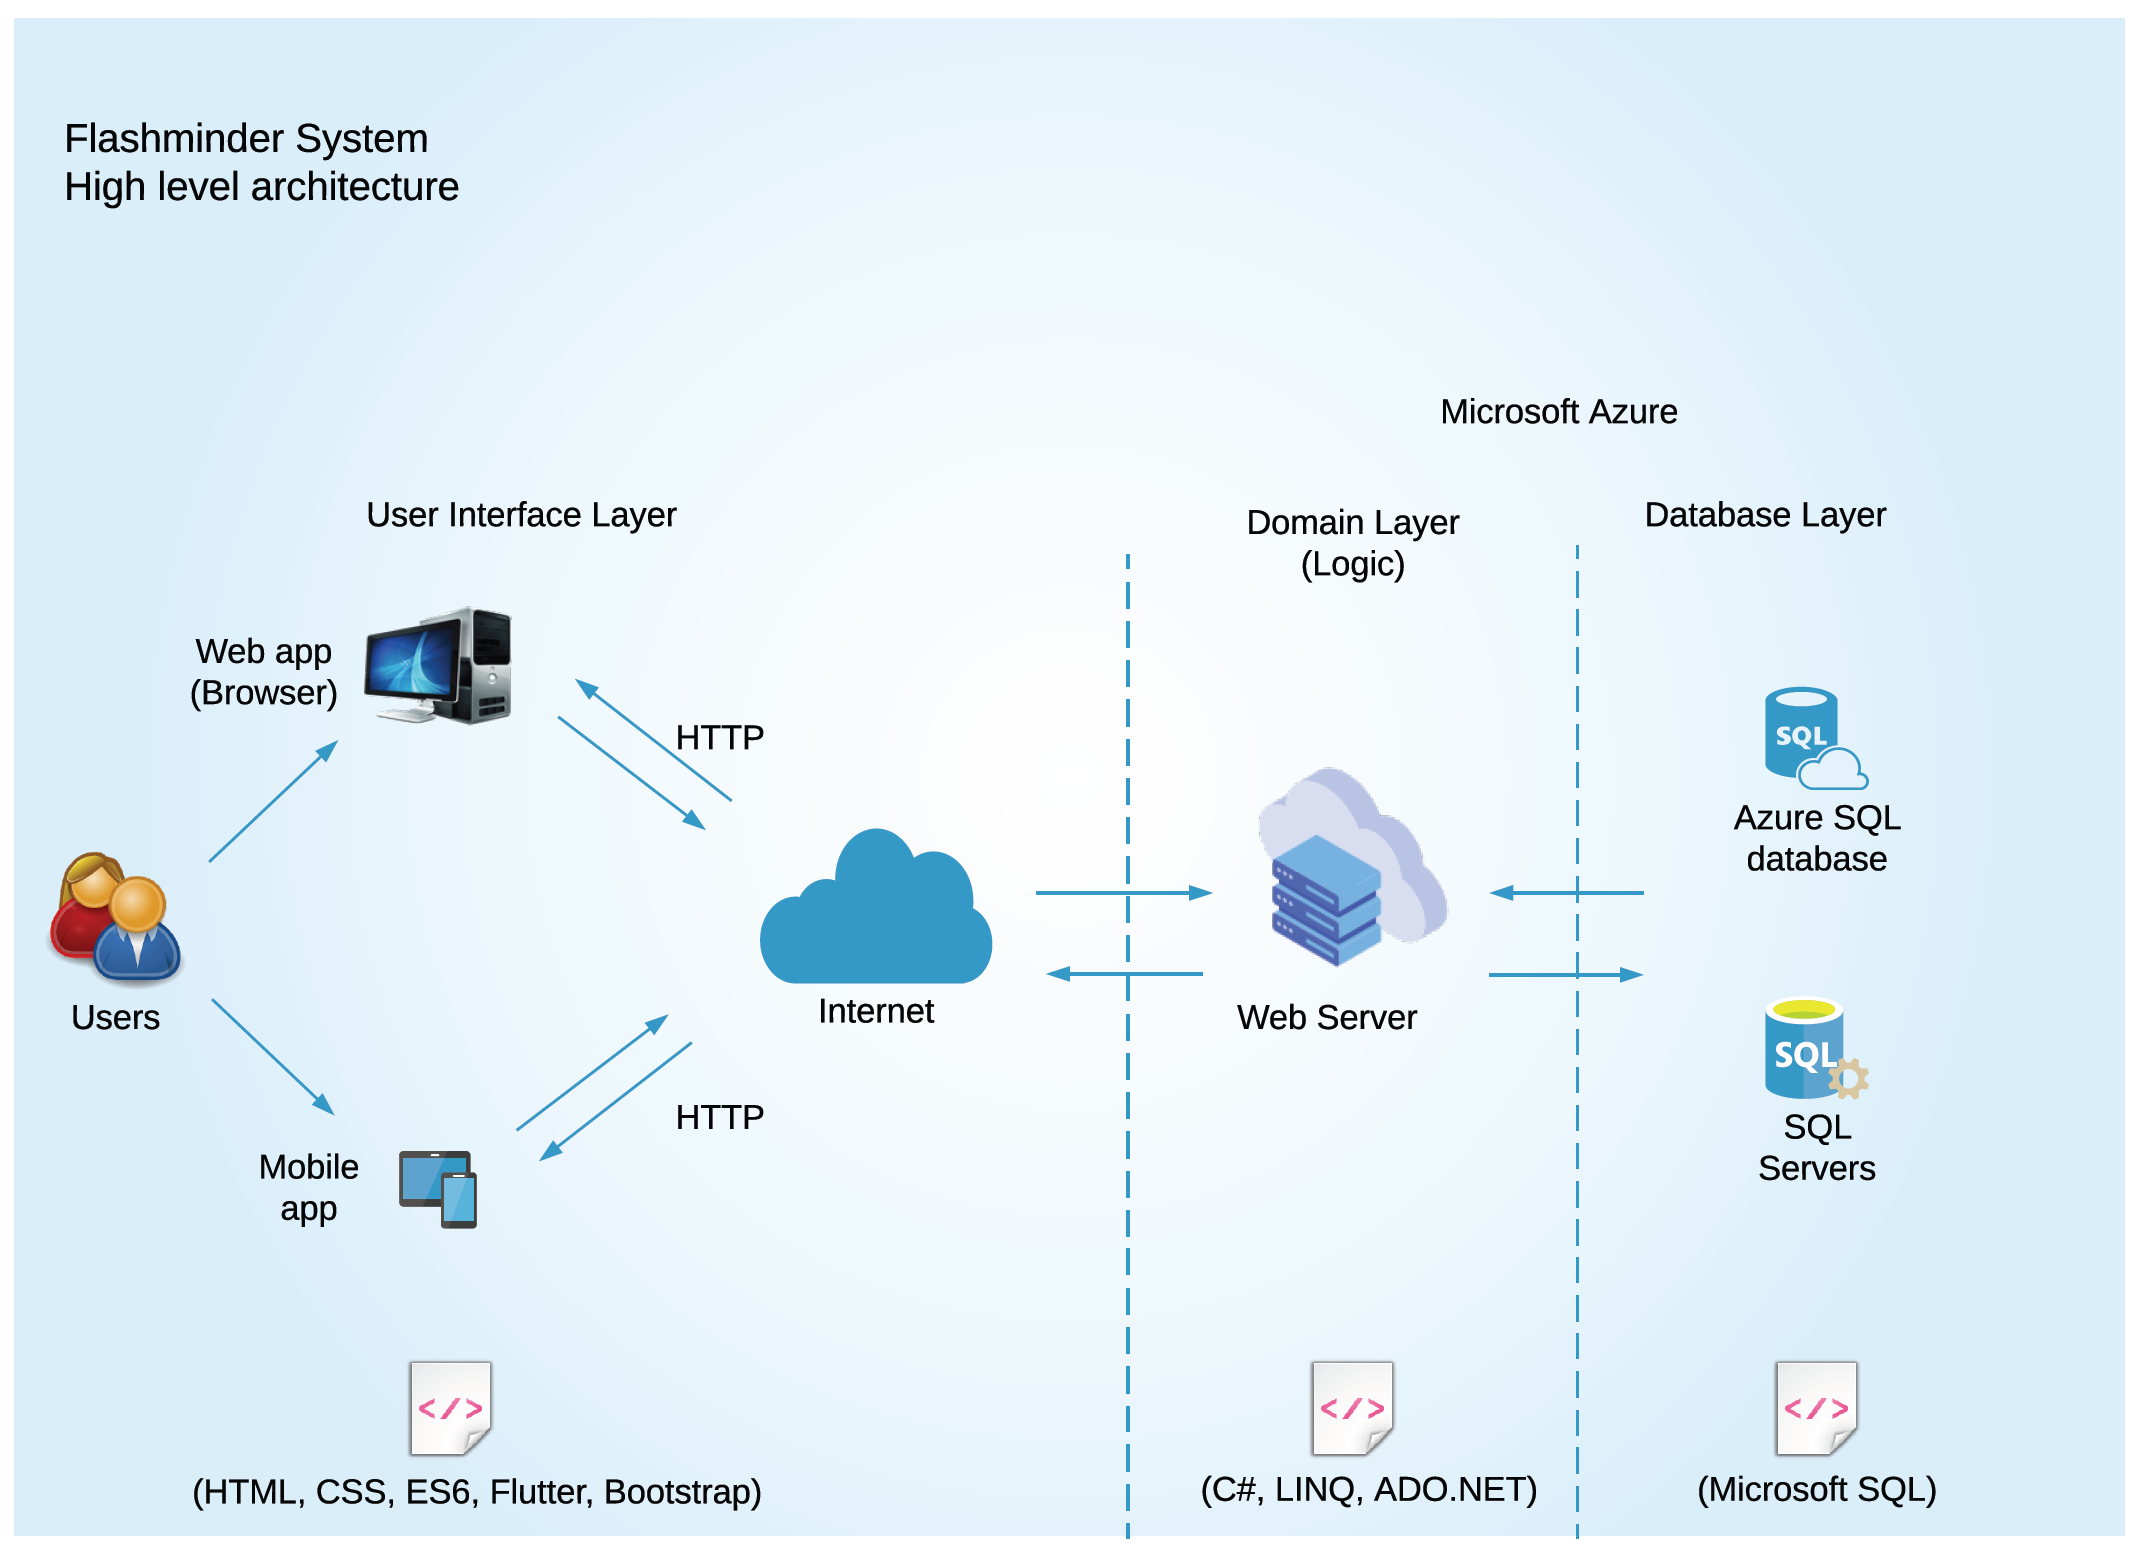 Flashminder System
High level architecture
Microsoft Azure
User Interface Layer
Domain Layer
(Logic)
Database Layer
Web app
(Browser)
HTTP
SQL
Azure SQL
database
Users
Internet
Web Server
SQL
SQL
Servers
HTTP
Mobile
app
</>
</>
</>
(HTML, CSS, ES6, Flutter, Bootstrap)
(C#, LINQ, ADO.NET)
(Microsoft SQL)